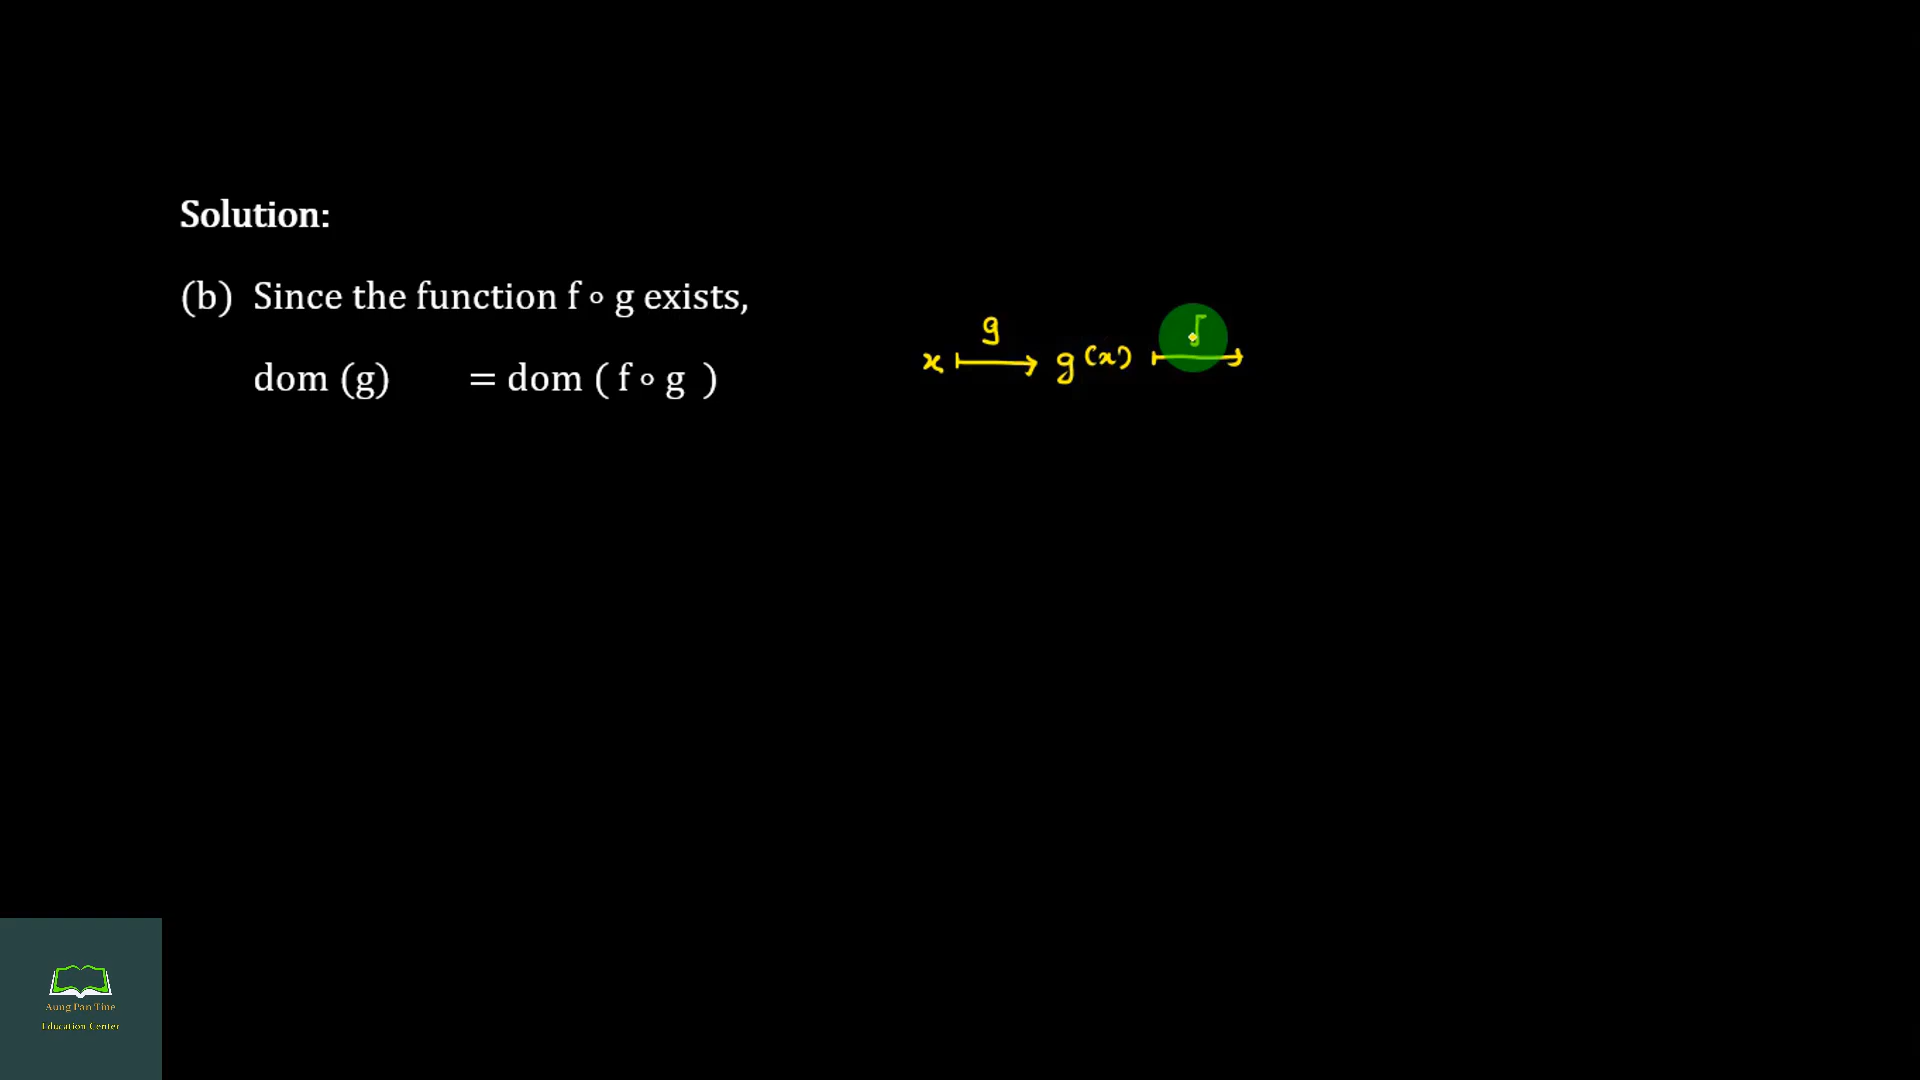 Solution:
(b) Since the function f ∘ g exists,
g f
x ↦ g(x) ↦
dom (g) = dom ( f ∘ g )
Aung Pan Tine
Education Center